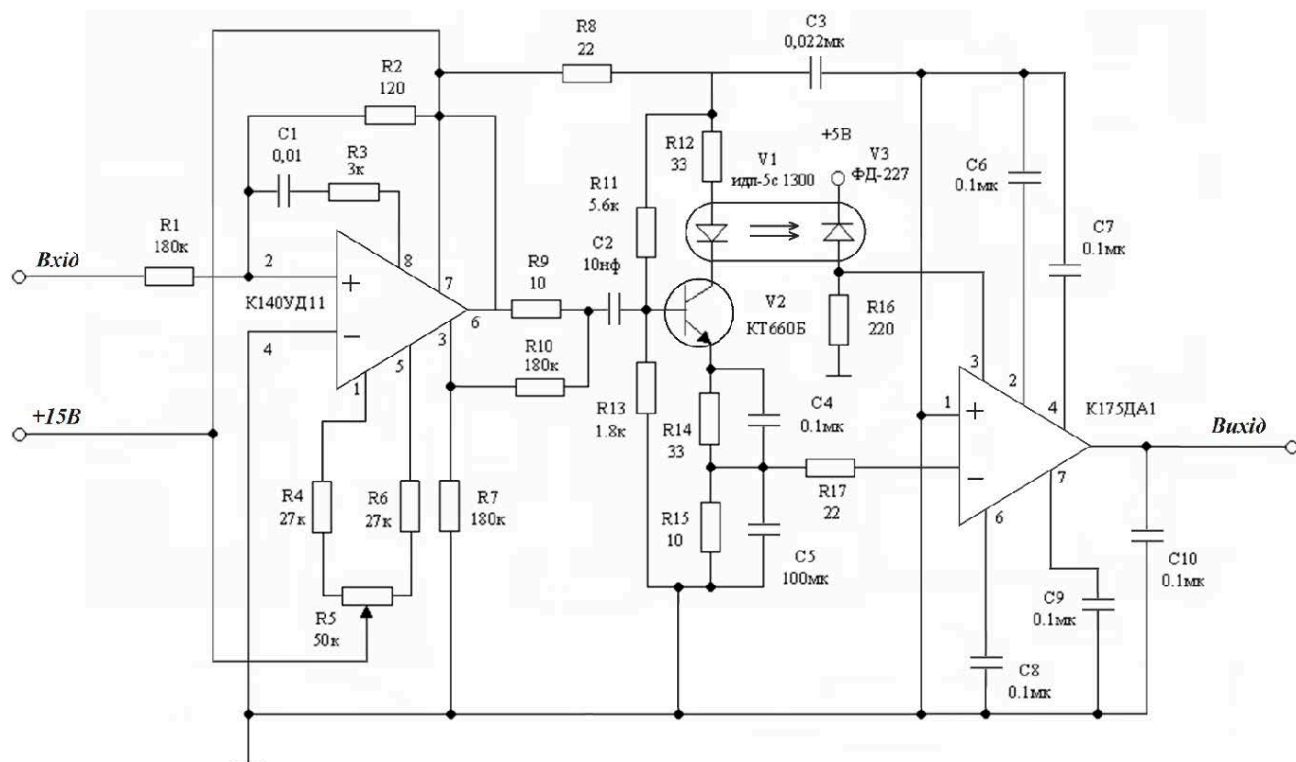 R8
22
C3
0,022мк
R2
120
+5В
C1
0,01
R3
3к
R12
33
V1
идл-5с 1300
V3
ФД-227
C6
0.1мк
R11
5.6к
C7
0.1мк
R1
180к
Вхід
2
8
C2
10нф
R9
10
7
К140УД11
6
V2
КТ660Б
R16
220
4
3
R10
180к
5
1
3
2
4
К175ДА1
+15В
R13
1.8к
R14
33
C4
0.1мк
1
Вихід
R4
27к
R6
27к
R7
180к
R17
22
7
6
R15
10
C5
100мк
C10
0.1мк
R5
50к
C9
0.1мк
C8
0.1мк